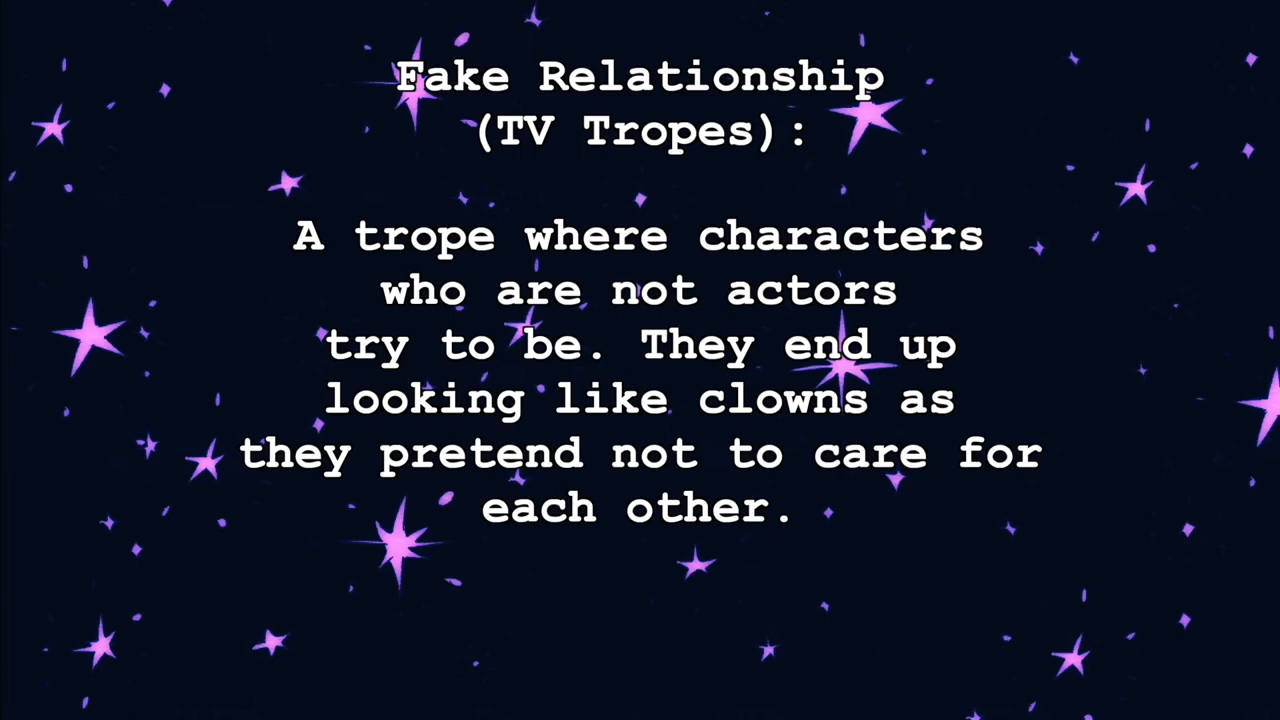 Fake Relationship
(TV Tropes):
A trope where characters
who are not actors
try to be. They end up
looking like clowns as
they pretend not to care for
each other.